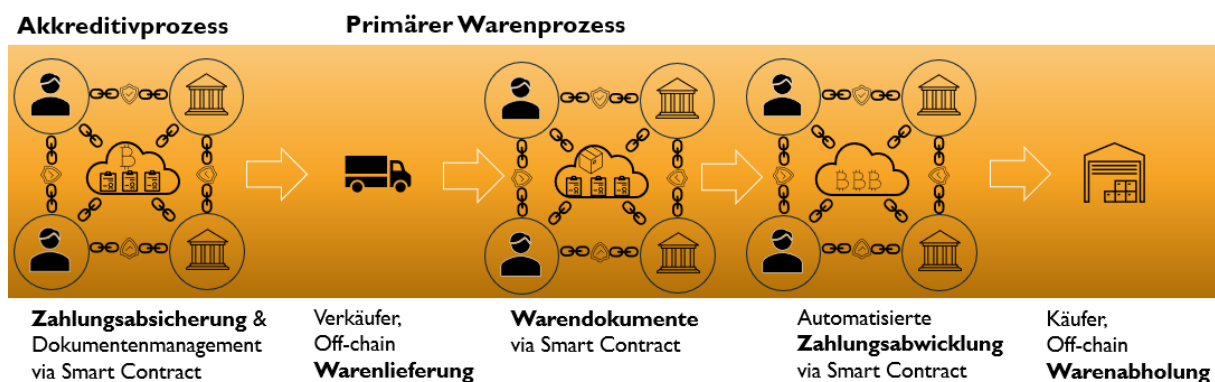 Akkreditivprozess
Primärer Warenprozess
Zahlungsabsicherung &
Dokumentenmanagement
via Smart Contract
Verkäufer,
Off-chain
Warenlieferung
Warendokumente
via Smart Contract
Automatisierte
Zahlungsabwicklung
via Smart Contract
Käufer,
Off-chain
Warenabholung